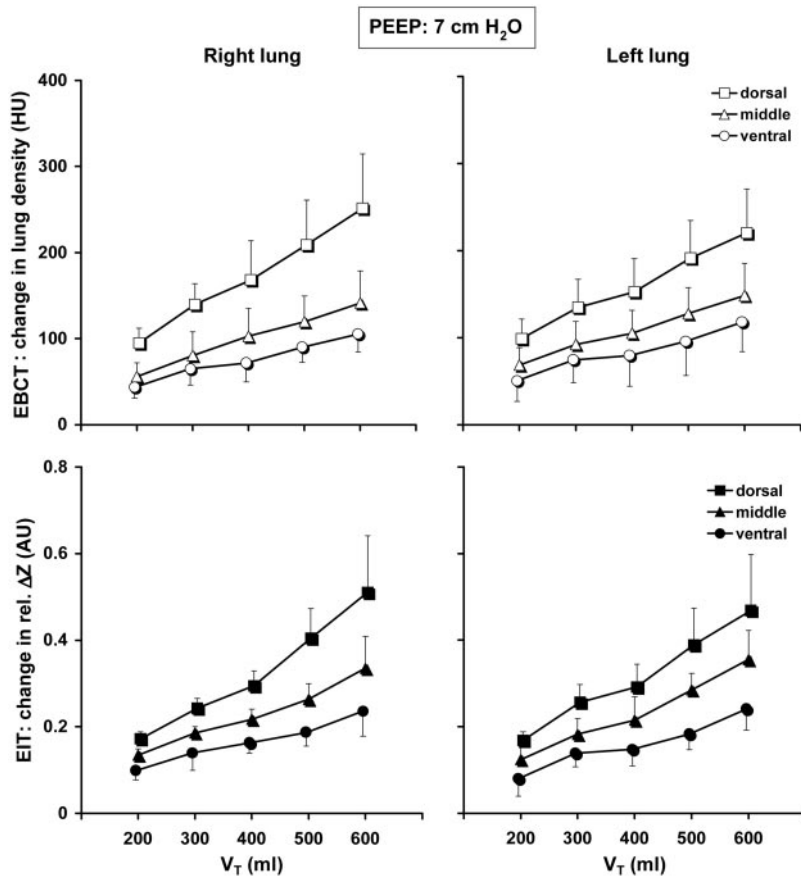 PEEP: 7 cm H₂O
Right lung
Left lung
EBCT : change in lung density (HU)
400
300
200
100
0
dorsal
middle
ventral
EIT: change in rel. ΔZ (AU)
0.8
0.6
0.4
0.2
0
dorsal
middle
ventral
200 300 400 500 600
200 300 400 500 600
V_T (ml)
V_T (ml)